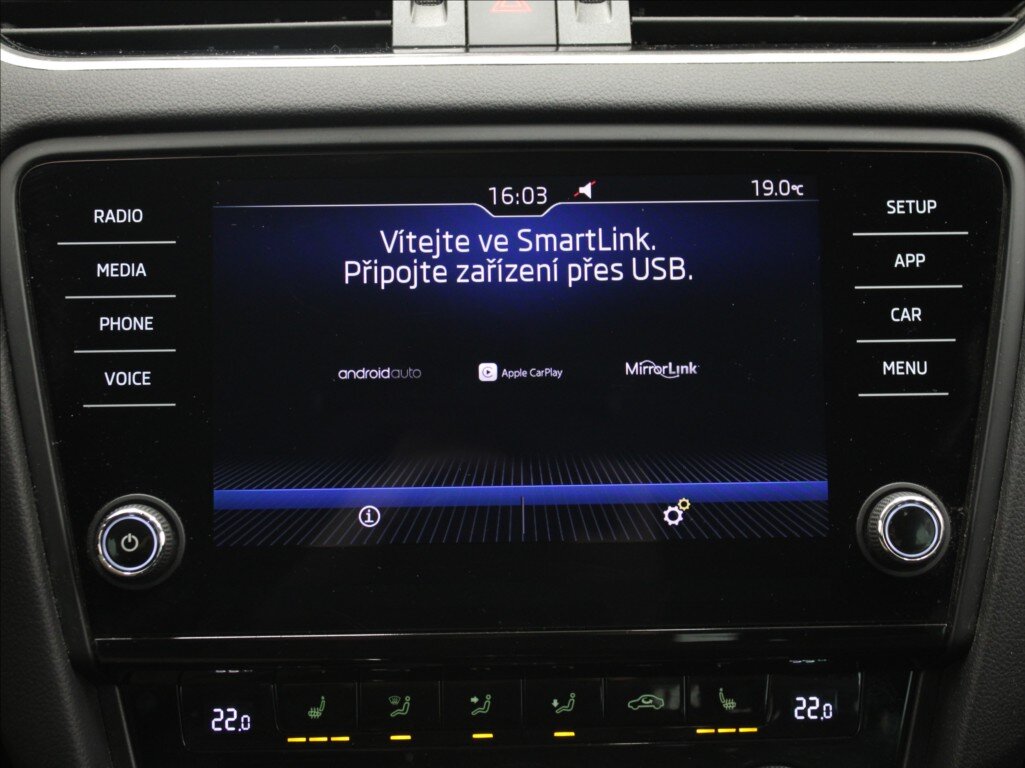 16:03
19.0°C
RADIO
MEDIA
PHONE
VOICE
Vítejte ve SmartLink.
Připojte zařízení přes USB.
androidauto
Apple CarPlay
MirrorLink
SETUP
APP
CAR
MENU
22.0
22.0